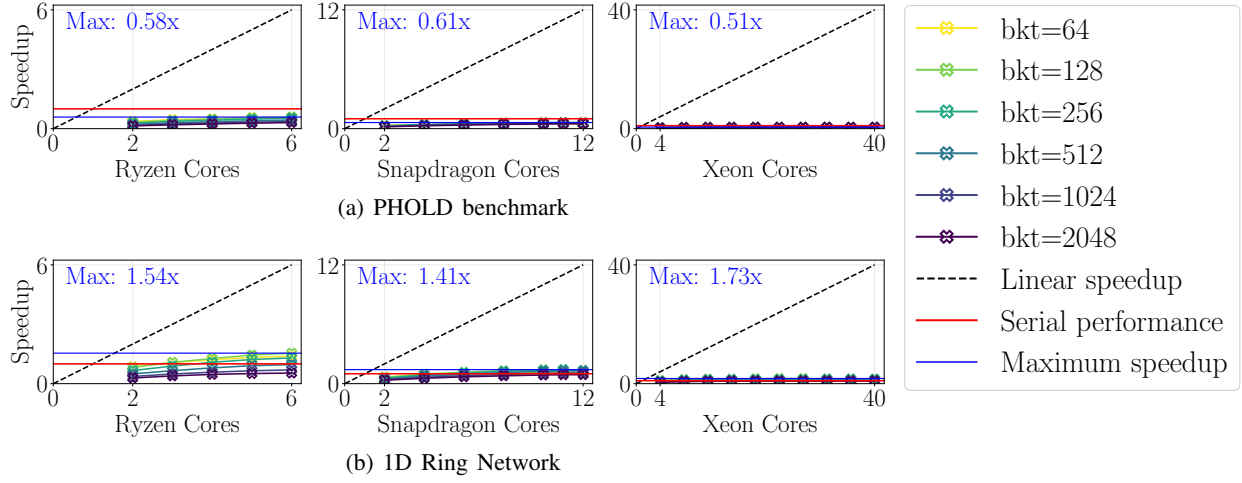 Max: 0.58x
Speedup
6
0
0
2
6
Ryzen Cores
Max: 0.61x
12
0
0
2
12
Snapdragon Cores
Max: 0.51x
40
0
0
4
40
Xeon Cores
(a) PHOLD benchmark
Max: 1.54x
Speedup
6
0
0
2
6
Ryzen Cores
Max: 1.41x
12
0
0
2
12
Snapdragon Cores
Max: 1.73x
40
0
0
4
40
Xeon Cores
(b) 1D Ring Network
bkt=64
bkt=128
bkt=256
bkt=512
bkt=1024
bkt=2048
Linear speedup
Serial performance
Maximum speedup